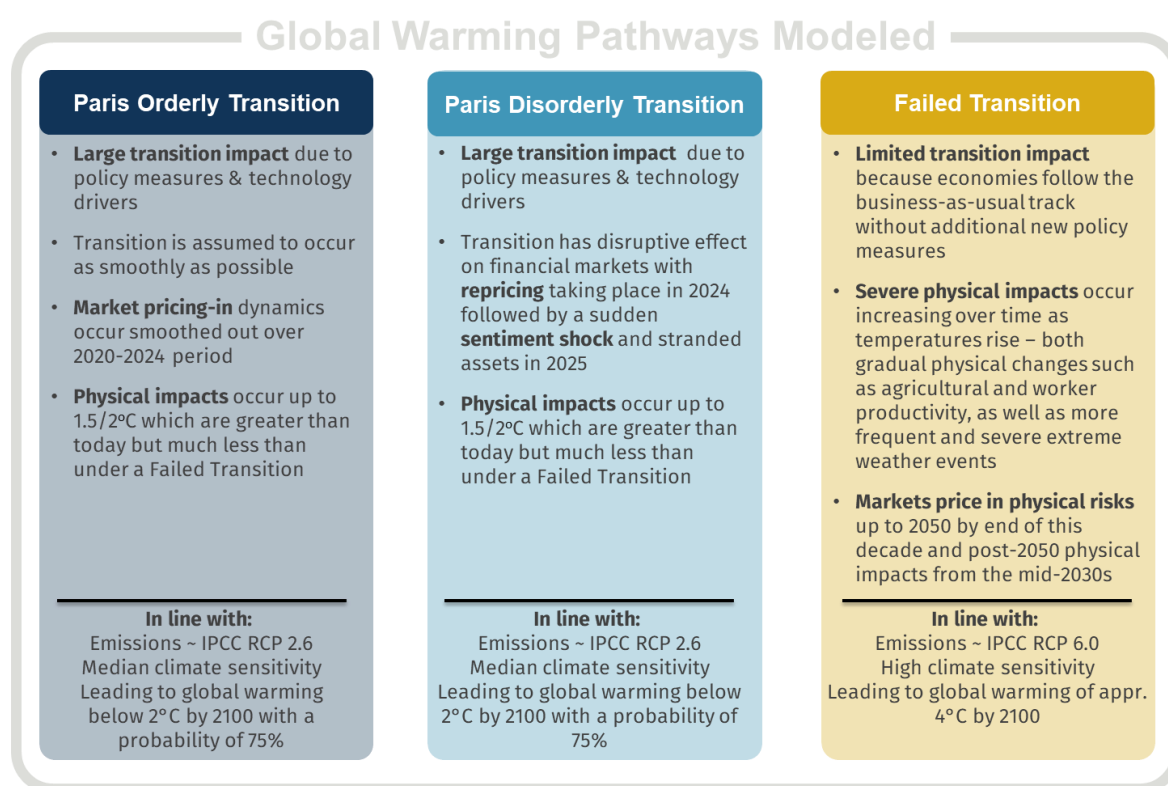 Global Warming Pathways Modeled
Paris Orderly Transition
• Large transition impact due to
policy measures & technology
drivers
• Transition is assumed to occur
as smoothly as possible
• Market pricing-in dynamics
occur smoothed out over
2020-2024 period
• Physical impacts occur up to
1.5/2ºC which are greater than
today but much less than
under a Failed Transition
In line with:
Emissions ~ IPCC RCP 2.6
Median climate sensitivity
Leading to global warming
below 2°C by 2100 with a
probability of 75%
Paris Disorderly Transition
• Large transition impact due to
policy measures & technology
drivers
• Transition has disruptive effect
on financial markets with
repricing taking place in 2024
followed by a sudden
sentiment shock and stranded
assets in 2025
• Physical impacts occur up to
1.5/2ºC which are greater than
today but much less than
under a Failed Transition
In line with:
Emissions ~ IPCC RCP 2.6
Median climate sensitivity
Leading to global warming below
2°C by 2100 with a probability of
75%
Failed Transition
• Limited transition impact
because economies follow the
business-as-usual track
without additional new policy
measures
• Severe physical impacts occur
increasing over time as
temperatures rise – both
gradual physical changes such
as agricultural and worker
productivity, as well as more
frequent and severe extreme
weather events
• Markets price in physical risks
up to 2050 by end of this
decade and post-2050 physical
impacts from the mid-2030s
In line with:
Emissions ~ IPCC RCP 6.0
High climate sensitivity
Leading to global warming of appr.
4°C by 2100